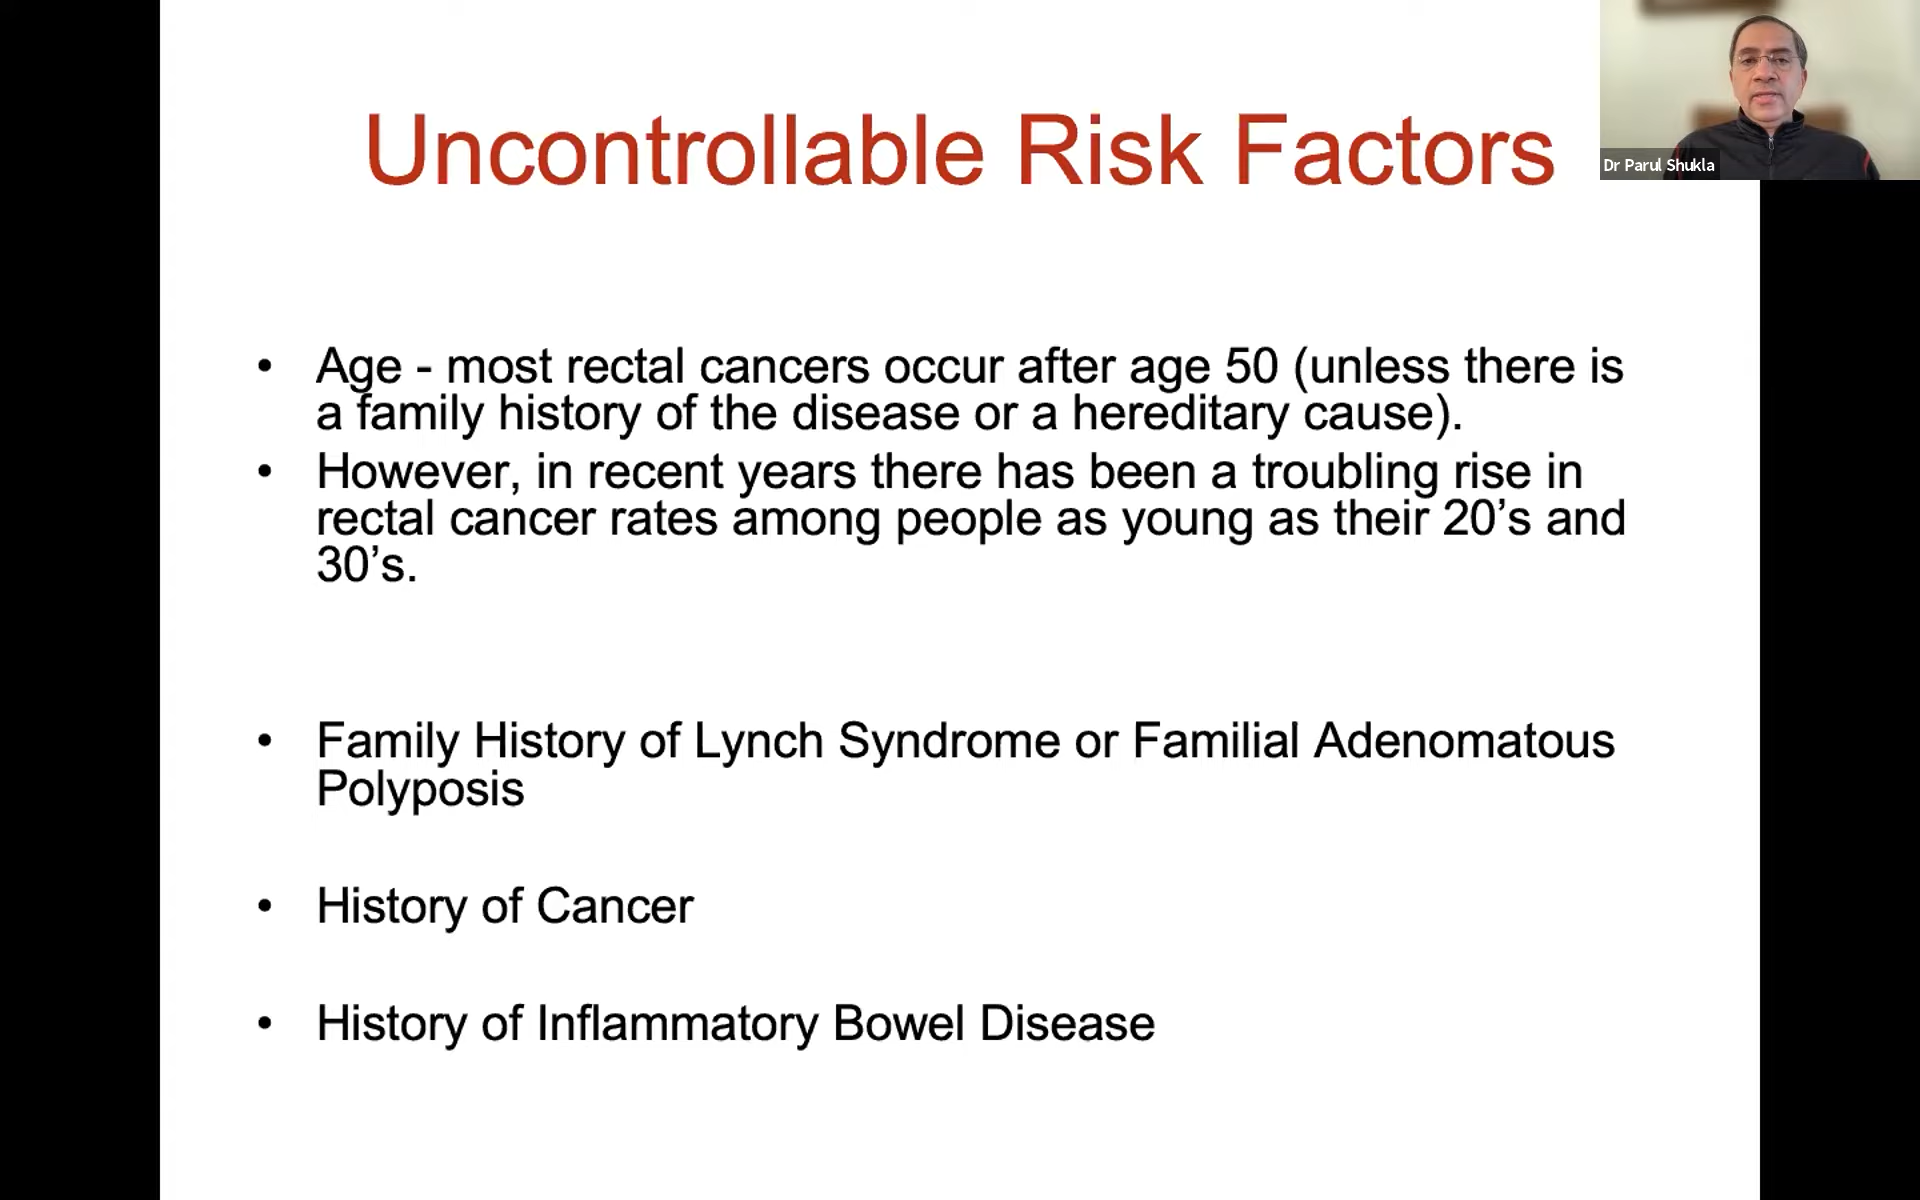 Uncontrollable Risk Factors
Dr Parul Shukla
• Age - most rectal cancers occur after age 50 (unless there is
a family history of the disease or a hereditary cause).
• However, in recent years there has been a troubling rise in
rectal cancer rates among people as young as their 20’s and
30’s.
• Family History of Lynch Syndrome or Familial Adenomatous
Polyposis
• History of Cancer
• History of Inflammatory Bowel Disease